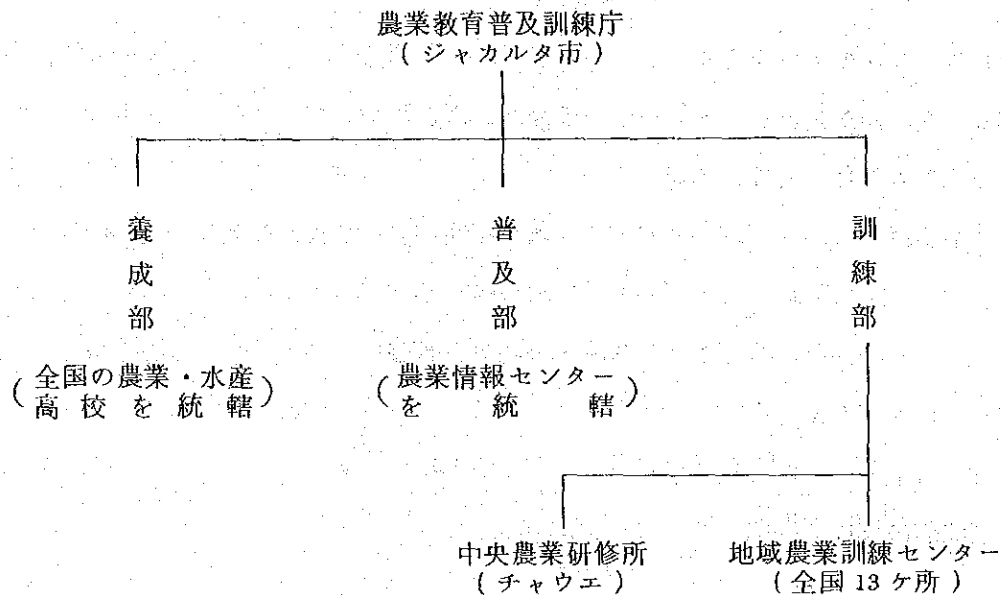 農業教育普及訓練庁
(ジャカルタ市)
養成部
普及部
訓練部
(全国の農業・水産
高校を統轄)
(農業情報センター
を統轄)
中央農業研修所
(チャウエ)
地域農業訓練センター
(全国13ケ所)